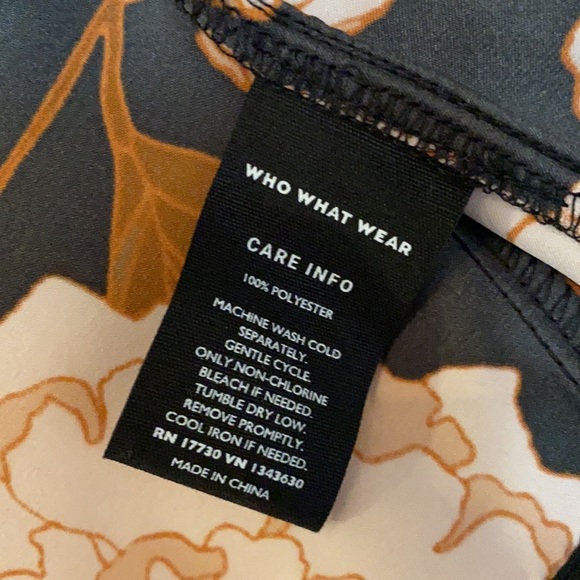 WHO WHAT WEAR
CARE INFO
100% POLYESTER
MACHINE WASH COLD
SEPARATELY.
GENTLE CYCLE.
ONLY NON-CHLORINE
BLEACH IF NEEDED.
TUMBLE DRY LOW.
REMOVE PROMPTLY.
COOL IRON IF NEEDED.
RN 17730 VN 1343630
MADE IN CHINA